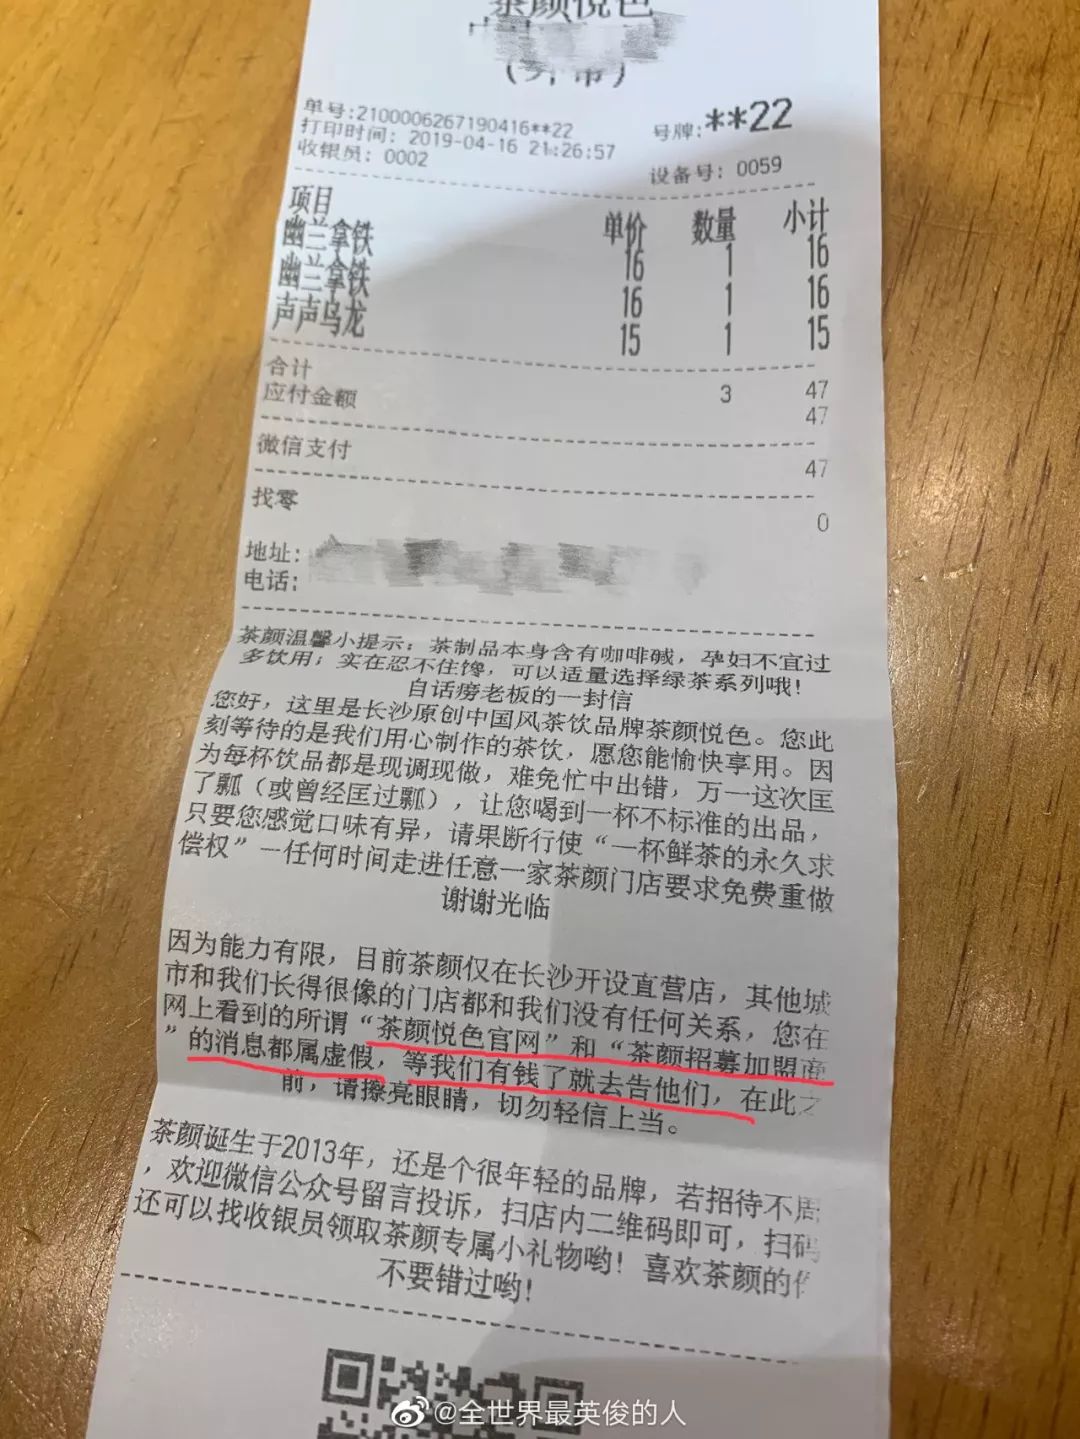 茶颜悦色
单号:2100006267190416**22
号牌:**22
打印时间: 2019-04-16 21:26:57
收银员: 0002
设备号: 0059
项目 单价 数量 小计
幽兰拿铁 16 1 16
幽兰拿铁 16 1 16
声声乌龙 15 1 15
合计 3 47
应付金额 47
微信支付 47
找零 0
地址:
电话:
茶颜温馨小提示: 茶制品本身含有咖啡碱, 孕妇不宜过
多饮用; 实在忍不住馋, 可以适量选择绿茶系列哦!
自话痨老板的一封信
您好, 这里是长沙原创中国风茶饮品牌茶颜悦色。您此
刻等待的是我们用心制作的茶饮, 愿您能愉快享用。因
为每杯饮品都是现调现做, 难免忙中出错, 万一这次匡
了瓢（或曾经匡过瓢）, 让您喝到一杯不标准的出品,
只要您感觉口味有异, 请果断行使“一杯鲜茶的永久求
偿权”－任何时间走进任意一家茶颜门店要求免费重做
谢谢光临
因为能力有限, 目前茶颜仅在长沙开设直营店, 其他城
市和我们长得很像的门店都和我们没有任何关系, 您在
网上看到的所谓“茶颜悦色官网”和“茶颜招募加盟商
”的消息都属虚假, 等我们有钱了就去告他们, 在此之
前, 请擦亮眼睛, 切勿轻信上当。
茶颜诞生于2013年, 还是个很年轻的品牌, 若招待不周
, 欢迎微信公众号留言投诉, 扫店内二维码即可, 扫码
还可以找收银员领取茶颜专属小礼物哟! 喜欢茶颜的
不要错过哟!
@全世界最英俊的人